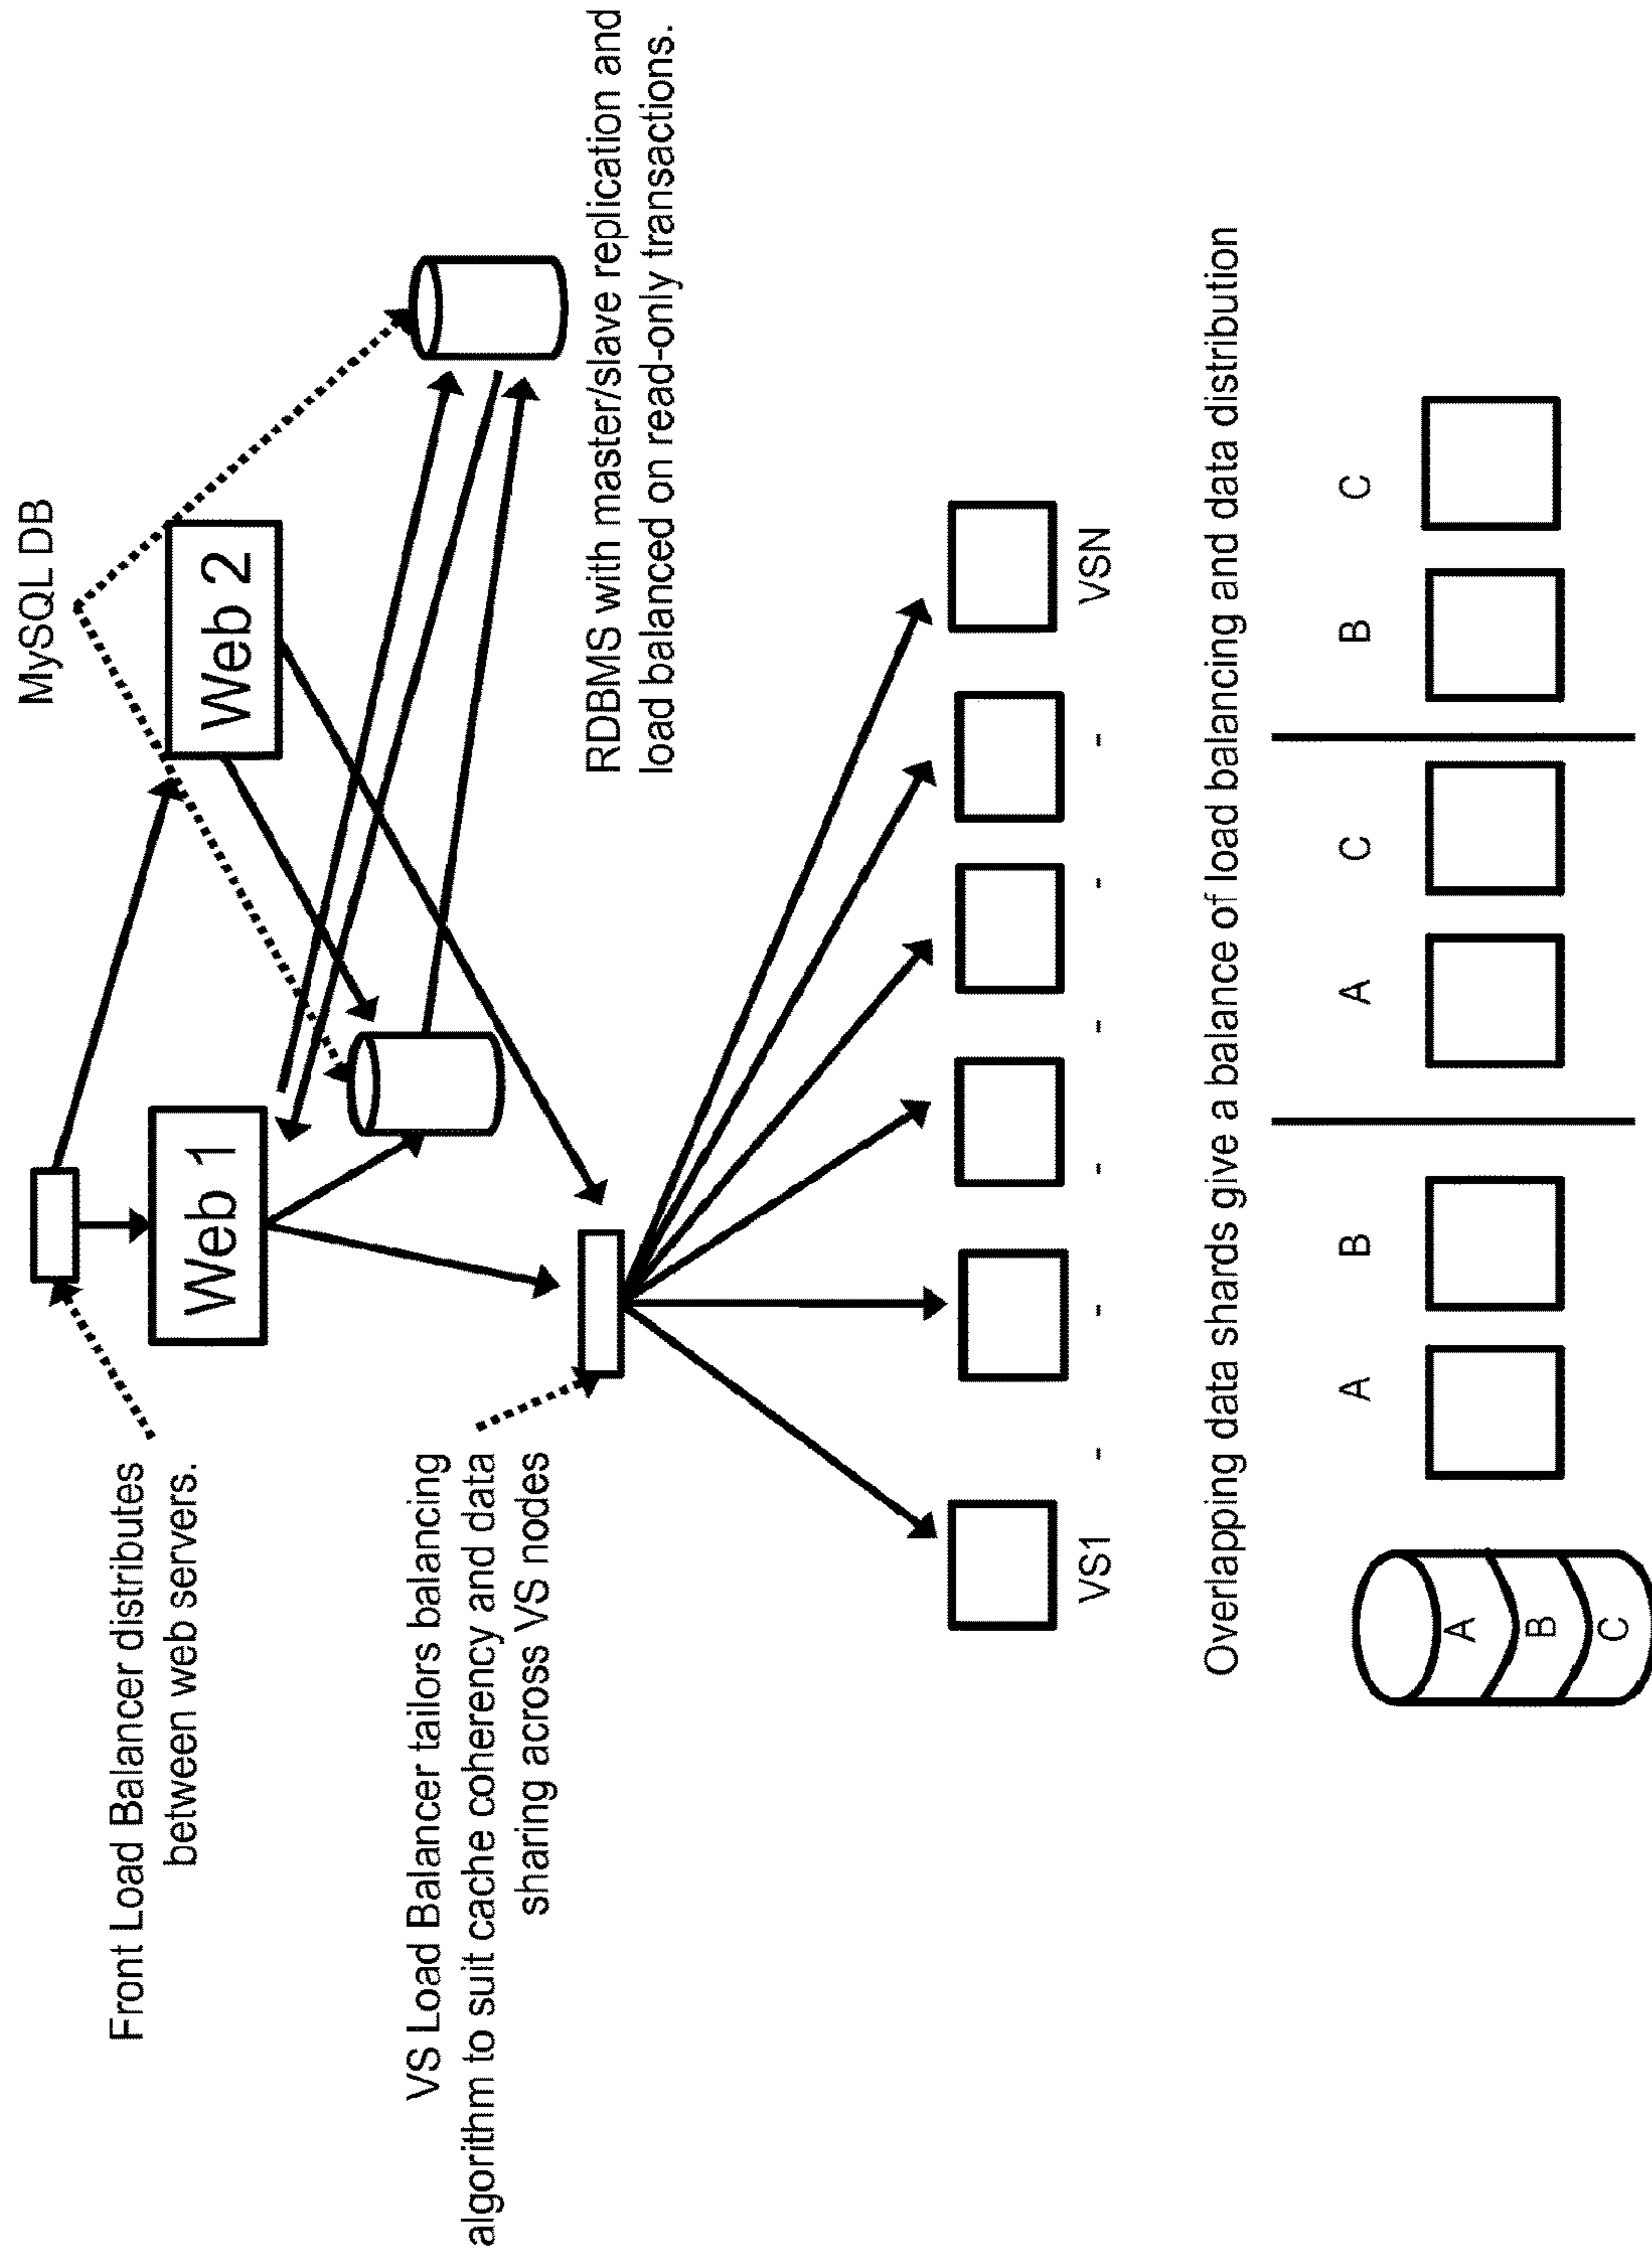 MySQL DB
Front Load Balancer distributes
between web servers.
Web 1
Web 2
VS Load Balancer tailors balancing
algorithm to suit cache coherency and data
sharing across VS nodes
RDBMS with master/slave replication and
load balanced on read-only transactions.
VS1 - - - - - - VSN
Overlapping data shards give a balance of load balancing and data distribution
A B A C B C
A
B
C